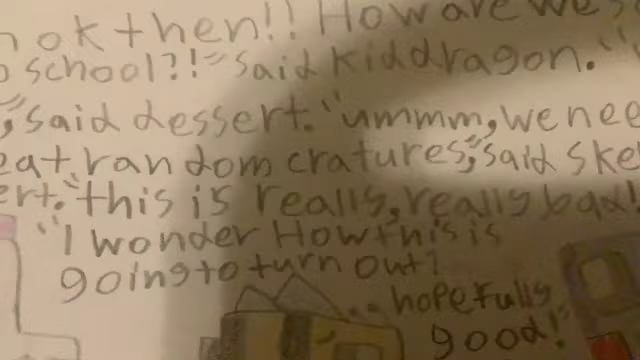 ok then!! How are we
school?!" said kiddragon."
," said dessert. "ummm, we nee
eat random cratures," said ske
ert. "this is really, really bad!
"I wonder How this is
going to turn out?
.. hopefully
good!"